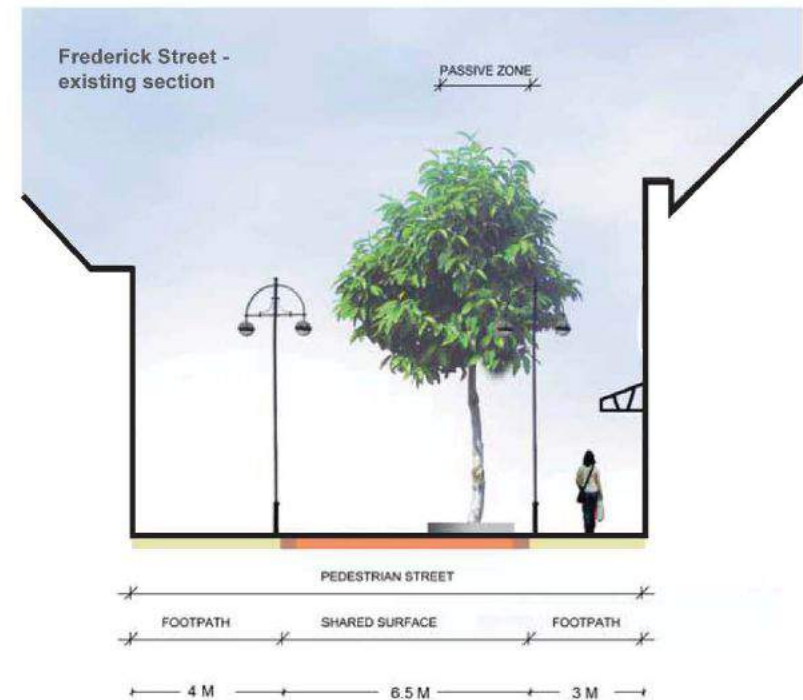 Frederick Street -
existing section
PASSIVE ZONE
PEDESTRIAN STREET
FOOTPATH SHARED SURFACE FOOTPATH
4 M 6.5 M 3 M